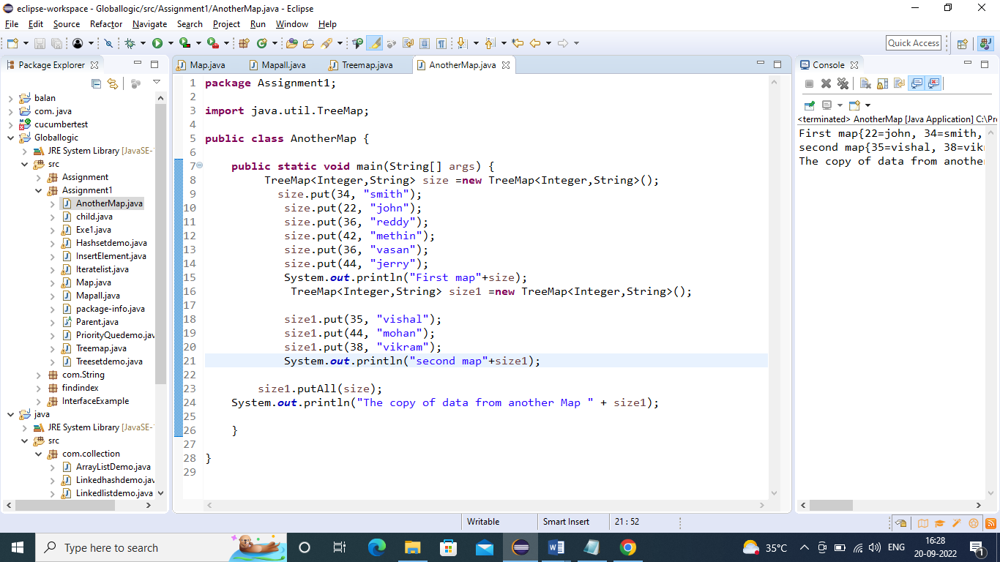 eclipse-workspace - Globallogic/src/Assignment1/AnotherMap.java - Eclipse
File Edit Source Refactor Navigate Search Project Run Window Help
Quick Access
Package Explorer
balan
com. java
cucumbertest
Globallogic
JRE System Library [JavaSE-1
src
Assignment
Assignment1
AnotherMap.java
child.java
Exe1.java
Hashsetdemo.java
InsertElement.java
Iteratelist.java
Map.java
Mapall.java
package-info.java
Parent.java
PriorityQuedemo.jav
Treemap.java
Treesetdemo.java
com.String
findindex
InterfaceExample
java
JRE System Library [JavaSE-1
src
com.collection
ArrayListDemo.java
Linkedhashdemo.jav
Linkedlistdemo.java
Map.java Mapall.java Treemap.java AnotherMap.java
1 package Assignment1;
2
3 import java.util.TreeMap;
4
5 public class AnotherMap {
6
7 public static void main(String[] args) {
8 TreeMap<Integer,String> size =new TreeMap<Integer,String>();
9 size.put(34, "smith");
10 size.put(22, "john");
11 size.put(36, "reddy");
12 size.put(42, "methin");
13 size.put(36, "vasan");
14 size.put(44, "jerry");
15 System.out.println("First map"+size);
16 TreeMap<Integer,String> size1 =new TreeMap<Integer,String>();
17
18 size1.put(35, "vishal");
19 size1.put(44, "mohan");
20 size1.put(38, "vikram");
21 System.out.println("second map"+size1);
22
23 size1.putAll(size);
24 System.out.println("The copy of data from another Map " + size1);
25
26 }
27
28 }
29
Console
<terminated> AnotherMap [Java Application] C:\Pr
First map{22=john, 34=smith,
second map{35=vishal, 38=vik
The copy of data from anothe
Writable Smart Insert 21 : 52
Type here to search
35°C ENG 16:28
20-09-2022
1